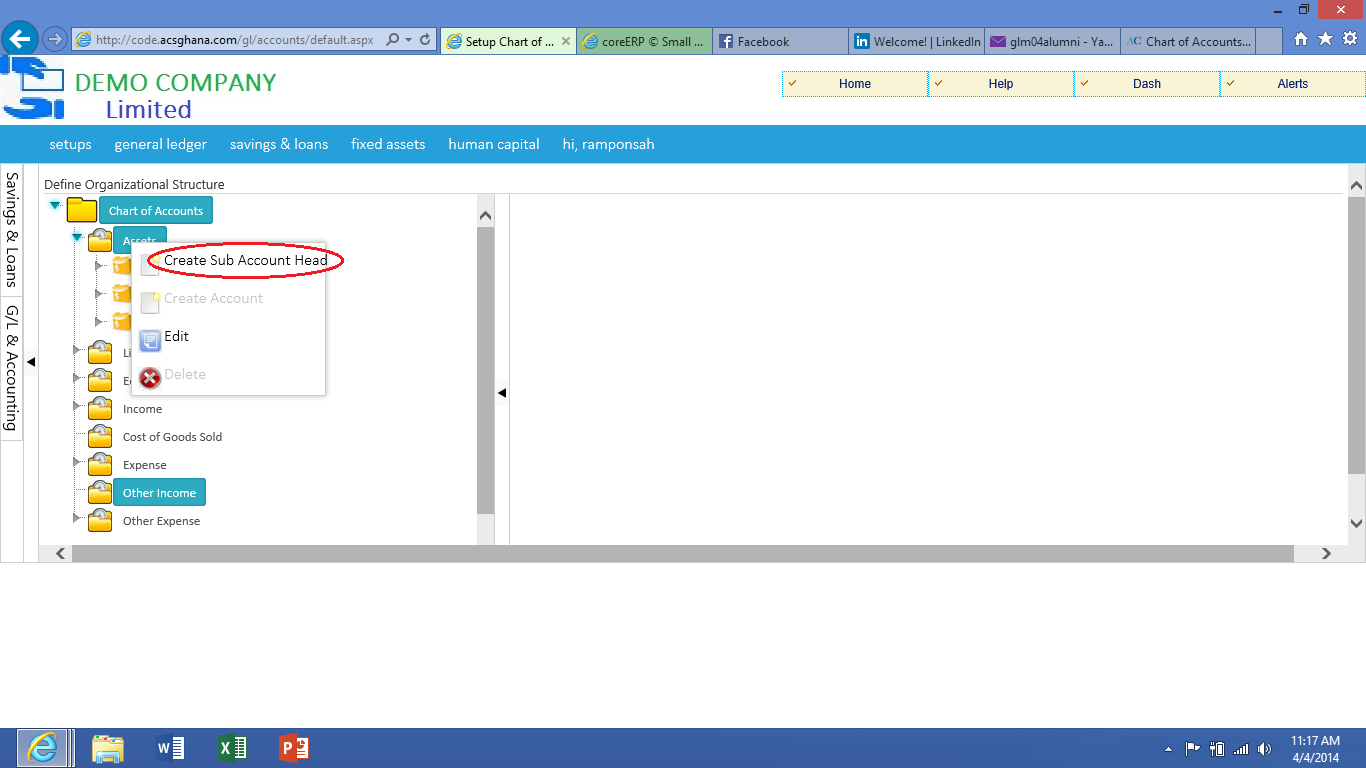 http://code.acsghana.com/gl/accounts/default.aspx
Setup Chart of ...
coreERP © Small ...
Facebook
Welcome! | LinkedIn
glm04alumni - Ya...
Chart of Accounts...
DEMO COMPANY
Limited
Home
Help
Dash
Alerts
setups
general ledger
savings & loans
fixed assets
human capital
hi, ramponsah
Savings & Loans
G/L & Accounting
Define Organizational Structure
Chart of Accounts
Assets
Create Sub Account Head
Create Account
Edit
Delete
Income
Cost of Goods Sold
Expense
Other Income
Other Expense
11:17 AM
4/4/2014